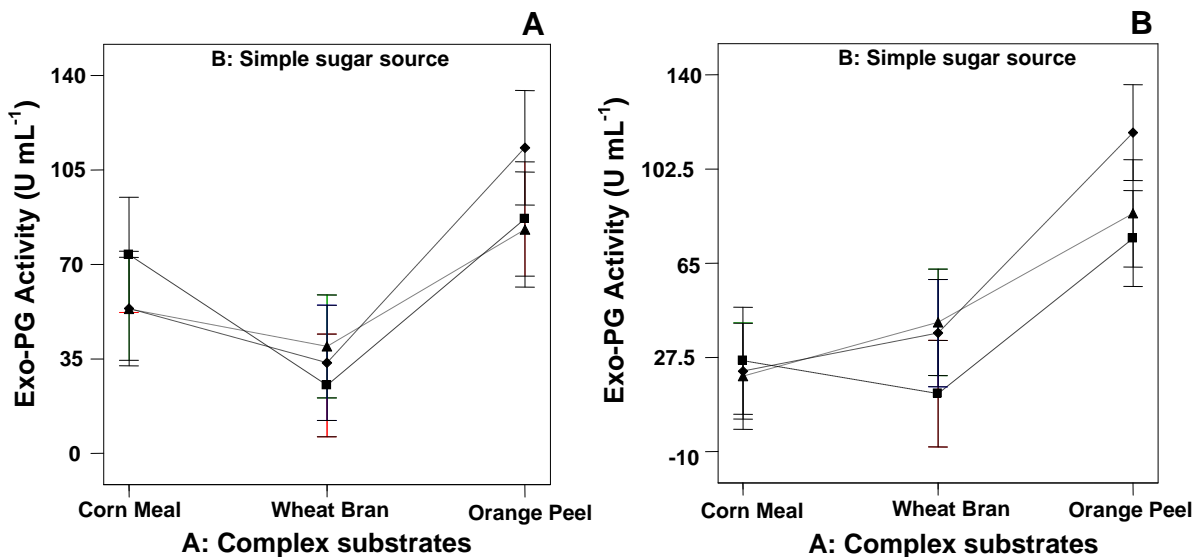 A
B: Simple sugar source
140
105
70
35
0
Exo-PG Activity (U mL⁻¹)
Corn Meal
Wheat Bran
Orange Peel
A: Complex substrates
B
B: Simple sugar source
140
102.5
65
27.5
-10
Exo-PG Activity (U mL⁻¹)
Corn Meal
Wheat Bran
Orange Peel
A: Complex substrates